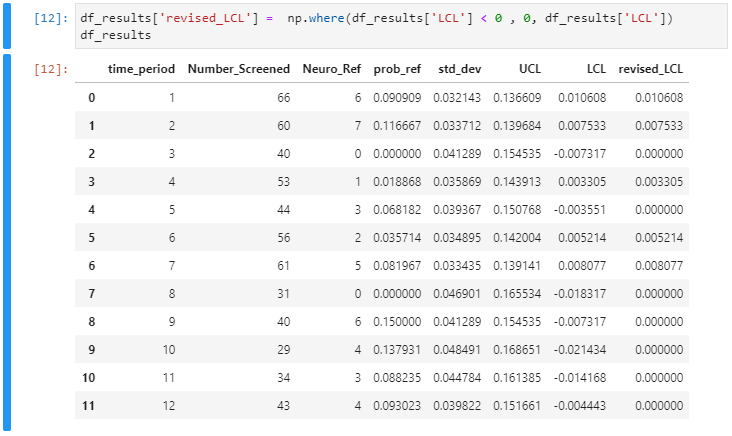 [12]: df_results['revised_LCL'] = np.where(df_results['LCL'] < 0 , 0, df_results['LCL'])
df_results
[12]: time_period Number_Screened Neuro_Ref prob_ref std_dev UCL LCL revised_LCL
0 1 66 6 0.090909 0.032143 0.136609 0.010608 0.010608
1 2 60 7 0.116667 0.033712 0.139684 0.007533 0.007533
2 3 40 0 0.000000 0.041289 0.154535 -0.007317 0.000000
3 4 53 1 0.018868 0.035869 0.143913 0.003305 0.003305
4 5 44 3 0.068182 0.039367 0.150768 -0.003551 0.000000
5 6 56 2 0.035714 0.034895 0.142004 0.005214 0.005214
6 7 61 5 0.081967 0.033435 0.139141 0.008077 0.008077
7 8 31 0 0.000000 0.046901 0.165534 -0.018317 0.000000
8 9 40 6 0.150000 0.041289 0.154535 -0.007317 0.000000
9 10 29 4 0.137931 0.048491 0.168651 -0.021434 0.000000
10 11 34 3 0.088235 0.044784 0.161385 -0.014168 0.000000
11 12 43 4 0.093023 0.039822 0.151661 -0.004443 0.000000